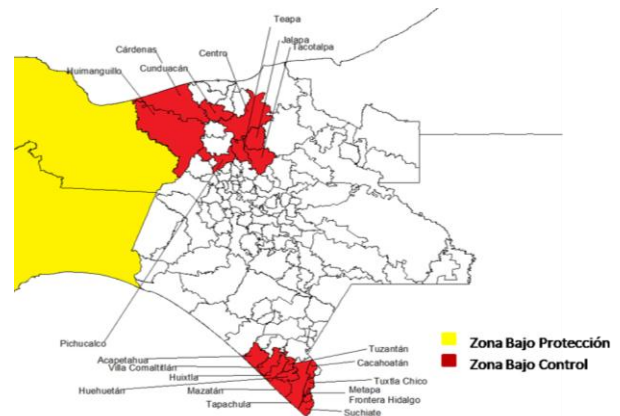 Teapa
Jalapa
Tacotalpa
Cárdenas
Centro
Cunduacán
Huimanguillo
Pichucalco
Acapetahua
Villa Comaltitlán
Huixtla
Huehuetán
Mazatán
Tapachula
Tuzantán
Cacahoatán
Tuxtla Chico
Metapa
Frontera Hidalgo
Suchiate
Zona Bajo Protección
Zona Bajo Control